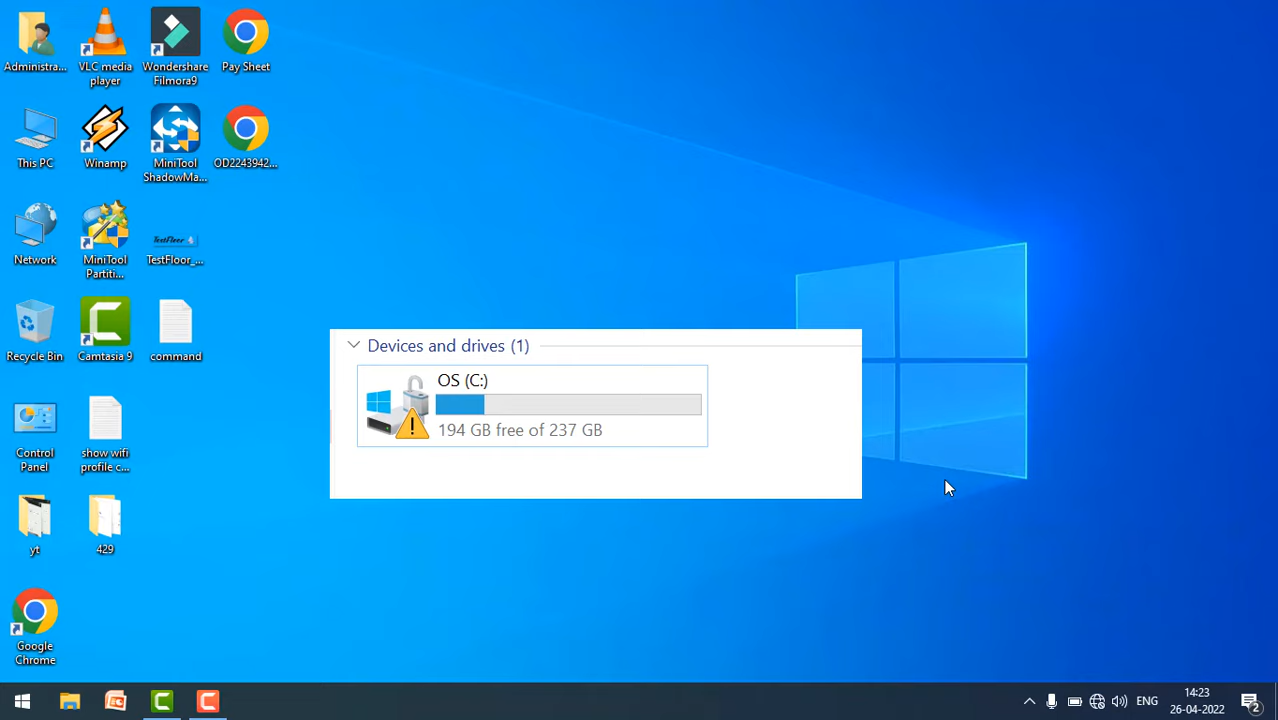 Administra...
VLC media
player
Wondershare
Filmora9
Pay Sheet
This PC
Winamp
MiniTool
ShadowMa...
OD2243942...
Network
MiniTool
Partiti...
TestFloor
TestFloor_...
Recycle Bin
Camtasia 9
command
Devices and drives (1)
OS (C:)
194 GB free of 237 GB
Control
Panel
show wifi
profile c...
yt
429
Google
Chrome
ENG
14:23
26-04-2022
2